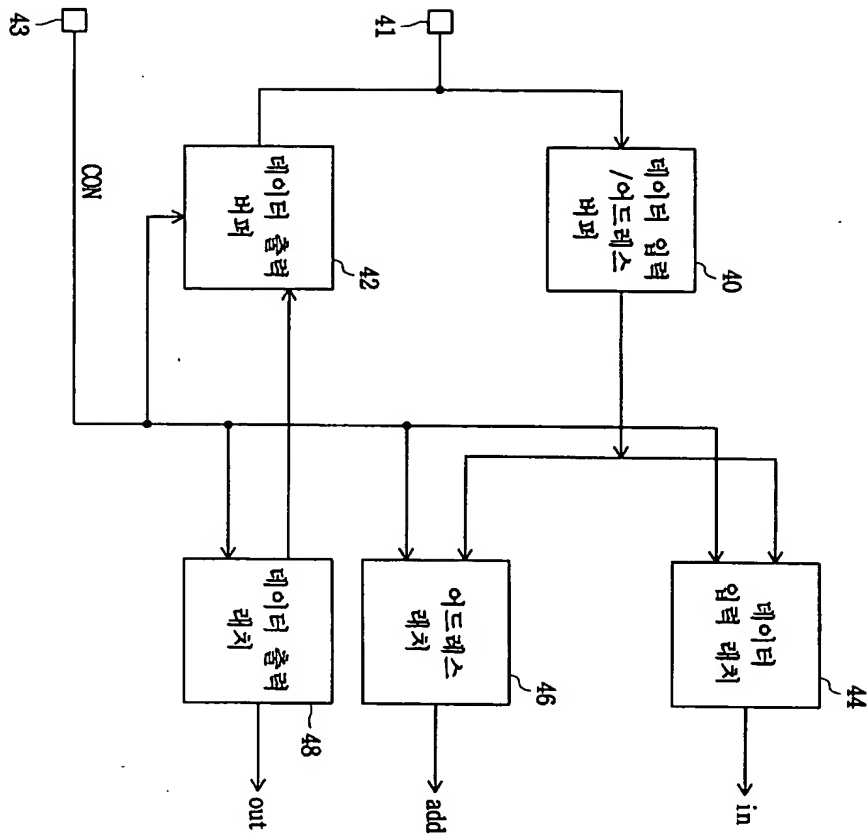 데이터 입력
/어드레스
버퍼
40
데이터
입력 래치
44
in
41
어드레스
래치
46
add
데이터 출력
버퍼
42
데이터 출력
래치
48
out
43
CON